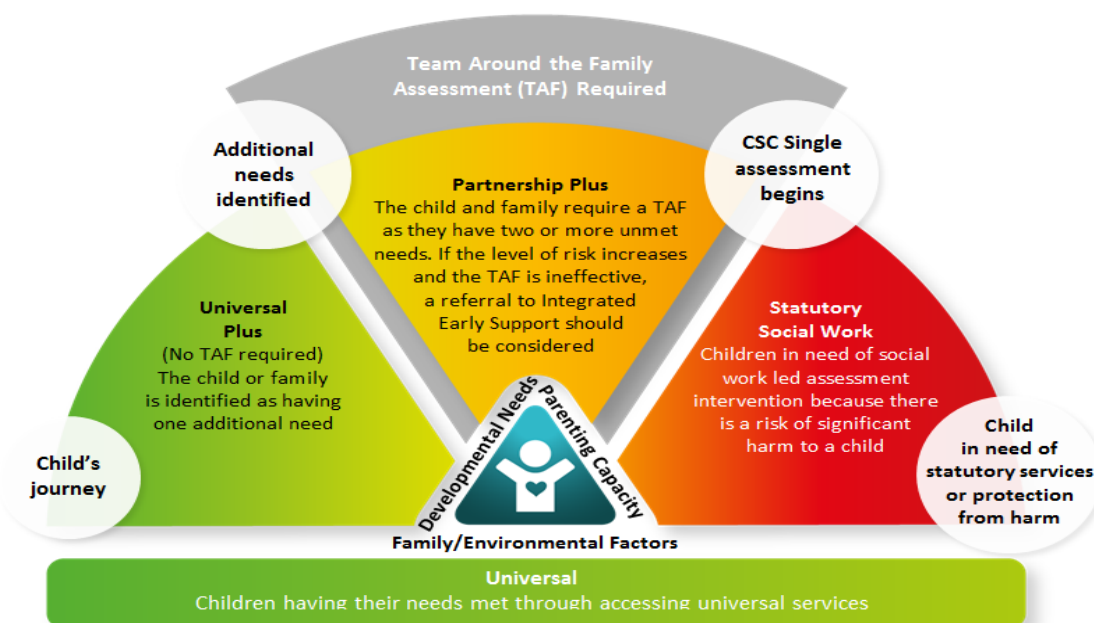 Team Around the Family
Assessment (TAF) Required
Additional
needs
identified
CSC Single
assessment
begins
Partnership Plus
The child and family require a TAF
as they have two or more unmet
needs. If the level of risk increases
and the TAF is ineffective,
a referral to Integrated
Early Support should
be considered
Universal
Plus
(No TAF required)
The child or family
is identified as having
one additional need
Statutory
Social Work
Children in need of social
work led assessment
intervention because there
is a risk of significant
harm to a child
Child's
journey
Child
in need of
statutory services
or protection
from harm
Developmental Needs
Parenting Capacity
Family/Environmental Factors
Universal
Children having their needs met through accessing universal services